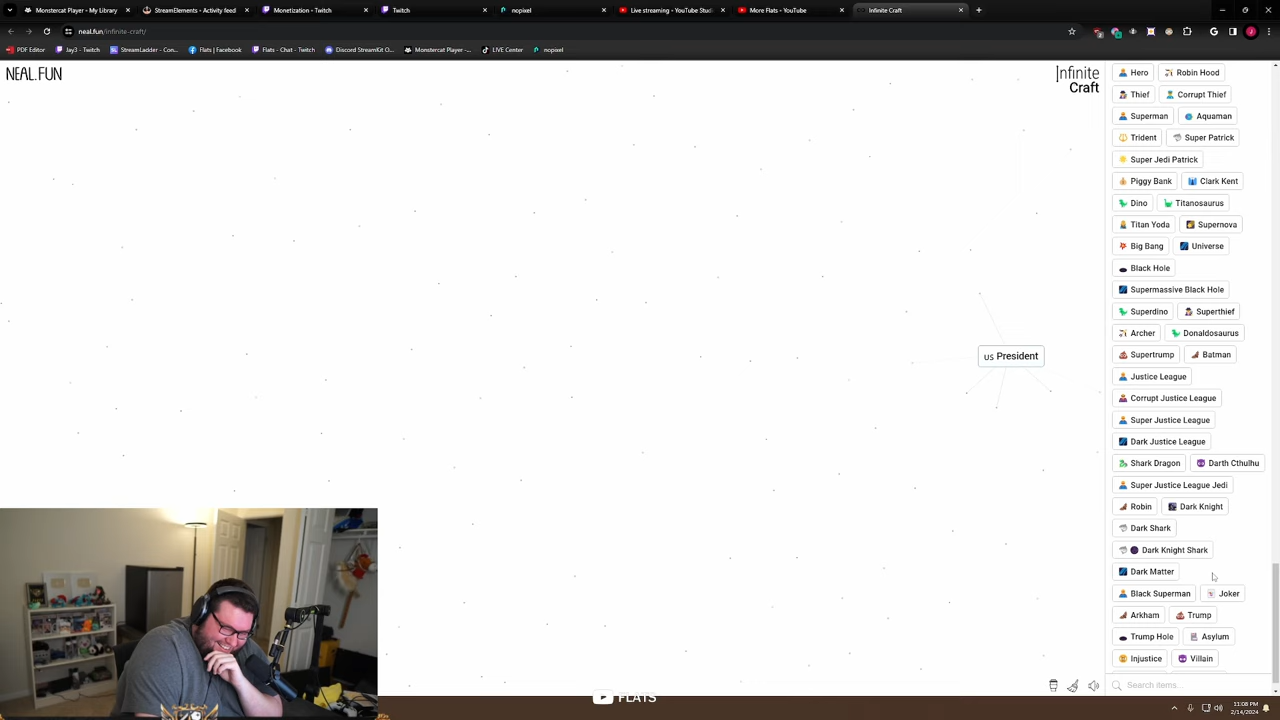 Monstercat Player - My Library
StreamElements - Activity feed
Monetization - Twitch
Twitch
nopixel
Live streaming - YouTube Studi
More Flats - YouTube
Infinite Craft
neal.fun/infinite-craft/
PDF Editor
Jay3 - Twitch
StreamLadder - Con...
Flats | Facebook
Flats - Chat - Twitch
Discord StreamKit O...
Monstercat Player -...
LIVE Center
nopixel
NEAL.FUN
Infinite
Craft
US President
Hero
Robin Hood
Thief
Corrupt Thief
Superman
Aquaman
Trident
Super Patrick
Super Jedi Patrick
Piggy Bank
Clark Kent
Dino
Titanosaurus
Titan Yoda
Supernova
Big Bang
Universe
Black Hole
Supermassive Black Hole
Superdino
Superthief
Archer
Donaldosaurus
Supertrump
Batman
Justice League
Corrupt Justice League
Super Justice League
Dark Justice League
Shark Dragon
Darth Cthulhu
Super Justice League Jedi
Robin
Dark Knight
Dark Shark
Dark Knight Shark
Dark Matter
Black Superman
Joker
Arkham
Trump
Trump Hole
Asylum
Injustice
Villain
Search items...
FLATS
11:08 PM
2/14/2024